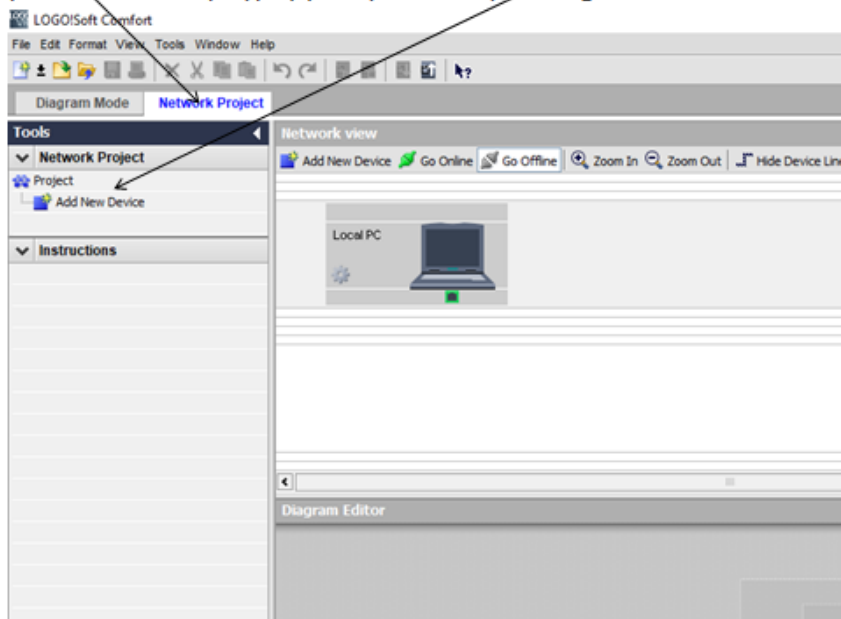 LOGO!Soft Comfort
File Edit Format View Tools Window Help
Diagram Mode Network Project
Tools Network view
Network Project Add New Device Go Online Go Offline Zoom In Zoom Out Hide Device Line
Project
Add New Device
Local PC
Instructions
Diagram Editor